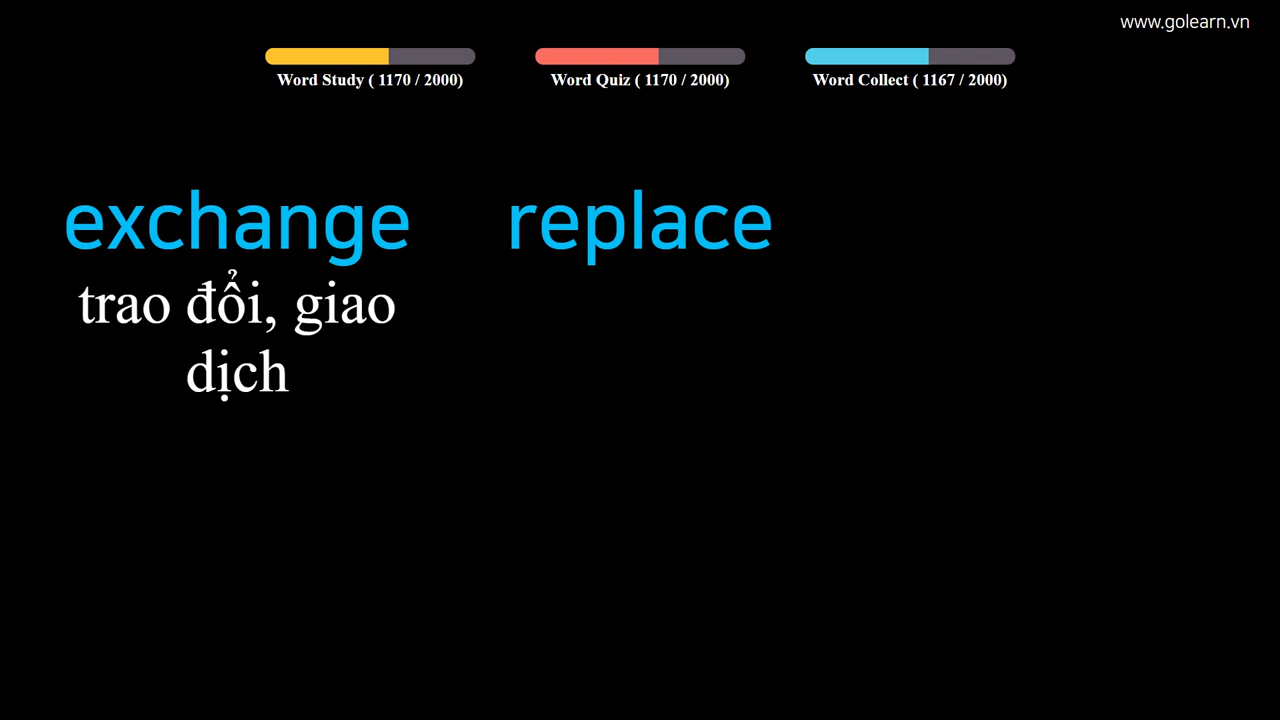 www.golearn.vn
Word Study ( 1170 / 2000)
Word Quiz ( 1170 / 2000)
Word Collect ( 1167 / 2000)
exchange
trao đổi, giao
dịch
replace